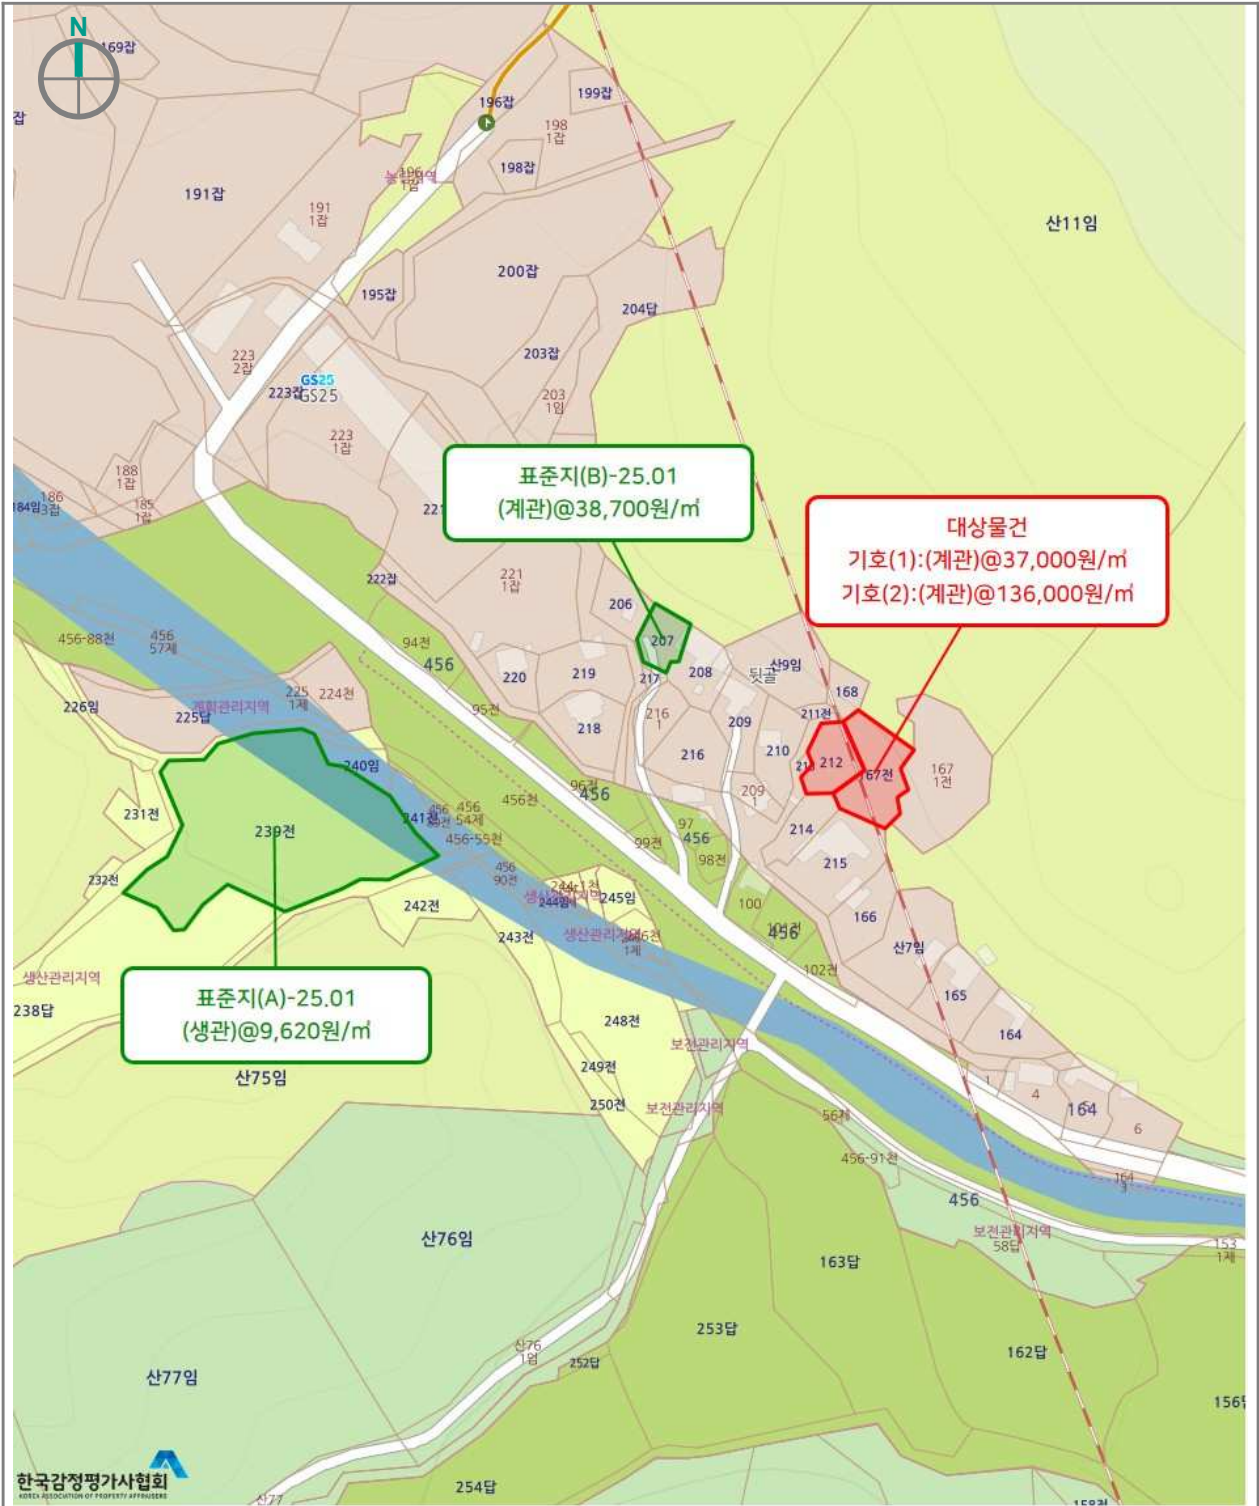 N
169잡
잡
196잡
199잡
198
1잡
198잡
191잡
191
1잡
산11임
200잡
195잡
204답
203잡
223
2잡
GS25
223잡
GS25
203
1임
223
1잡
188
1잡
186
3잡
184임
185
1잡
표준지(B)-25.01
(계관)@38,700원/㎡
대상물건
기호(1):(계관)@37,000원/㎡
기호(2):(계관)@136,000원/㎡
222잡
221
1잡
206
207
456-88천
456
57제
94전
456
220
219
217
208
뒷골
산9임
168
226임
225답
225
1제
224천
계획관리지역
95전
218
216
1
209
211전
216
210
212
167
1전
240임
96전
456
456천
209
1
231전
239전
241전
456
54제
456-55천
97
456
99전
98전
214
215
232전
456
90천
242전
245임
243전
생산관리지역
100
456
166
산7임
102전
생산관리지역
238답
표준지(A)-25.01
(생관)@9,620원/㎡
165
248천
164
보전관리지역
산75임
249전
250전
보전관리지역
1
4
164
6
56제
456-91천
456
164
3
산76임
보전관리지역
58답
153
1제
163답
253답
162답
산76
1임
252답
산77임
한국감정평가사협회
KOREA ASSOCIATION OF PROPERTY APPRAISERS
254답
산77